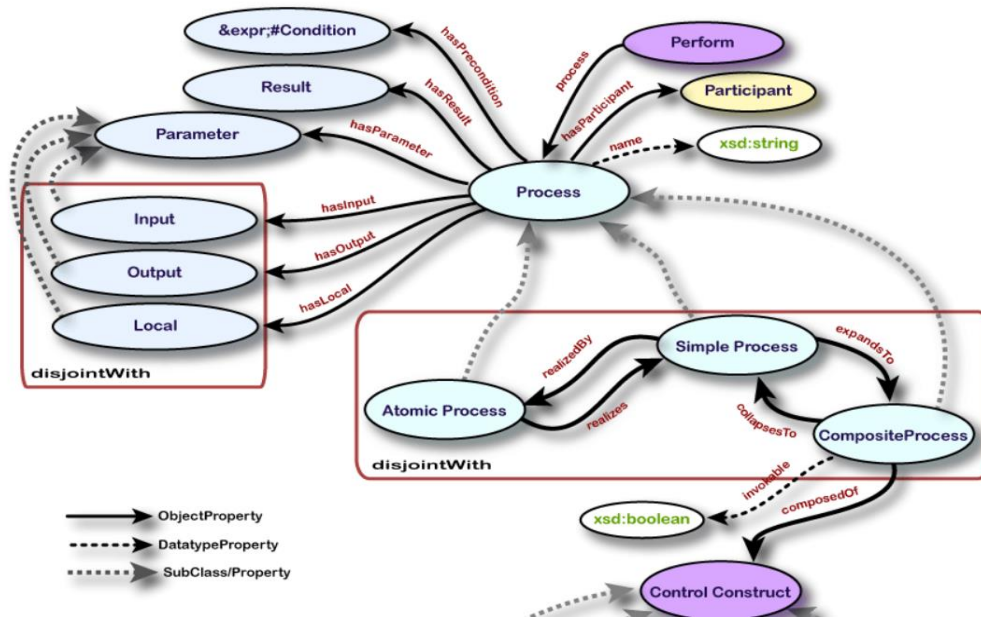 &expr;#Condition
hasPrecondition
Perform
process
Result
hasResult
hasParticipant
Participant
Parameter
hasParameter
name
xsd:string
Process
Input
hasInput
Output
hasOutput
Local
hasLocal
disjointWith
Simple Process
expandsTo
realizedBy
Atomic Process
realizes
collapsesTo
CompositeProcess
disjointWith
invokable
composedOf
xsd:boolean
ObjectProperty
DatatypeProperty
SubClass/Property
Control Construct